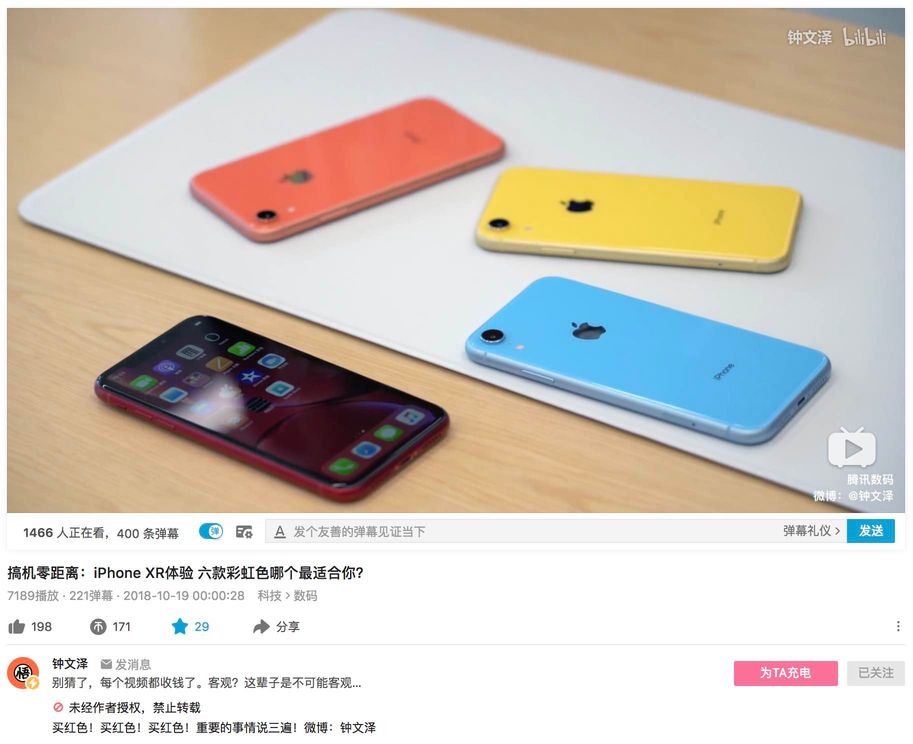 钟文泽 bilibili
iPhone
iPhone
腾讯数码
微博：@钟文泽
1466 人正在看，400 条弹幕
弹
A 发个友善的弹幕见证当下
弹幕礼仪 >
发送
搞机零距离：iPhone XR体验 六款彩虹色哪个最适合你?
7189播放 · 221弹幕 · 2018-10-19 00:00:28 科技 > 数码
198 171 29 分享
悟
钟文泽 发消息
别猜了，每个视频都收钱了。客观？这辈子是不可能客观...
为TA充电
已关注
未经作者授权，禁止转载
买红色！买红色！买红色！重要的事情说三遍！微博：钟文泽